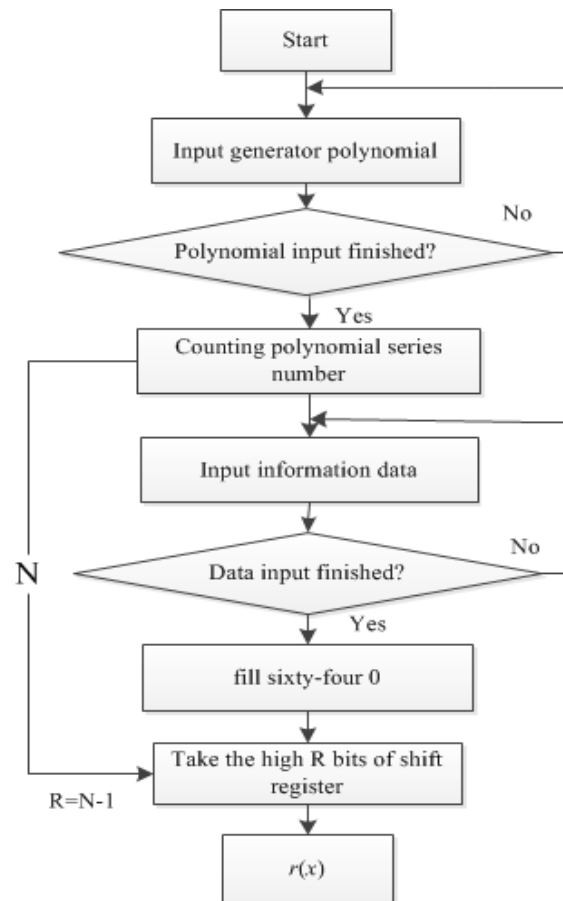 Start
Input generator polynomial
No
Polynomial input finished?
Yes
Counting polynomial series
number
Input information data
No
N
Data input finished?
Yes
fill sixty-four 0
Take the high R bits of shift
register
R=N-1
r(x)